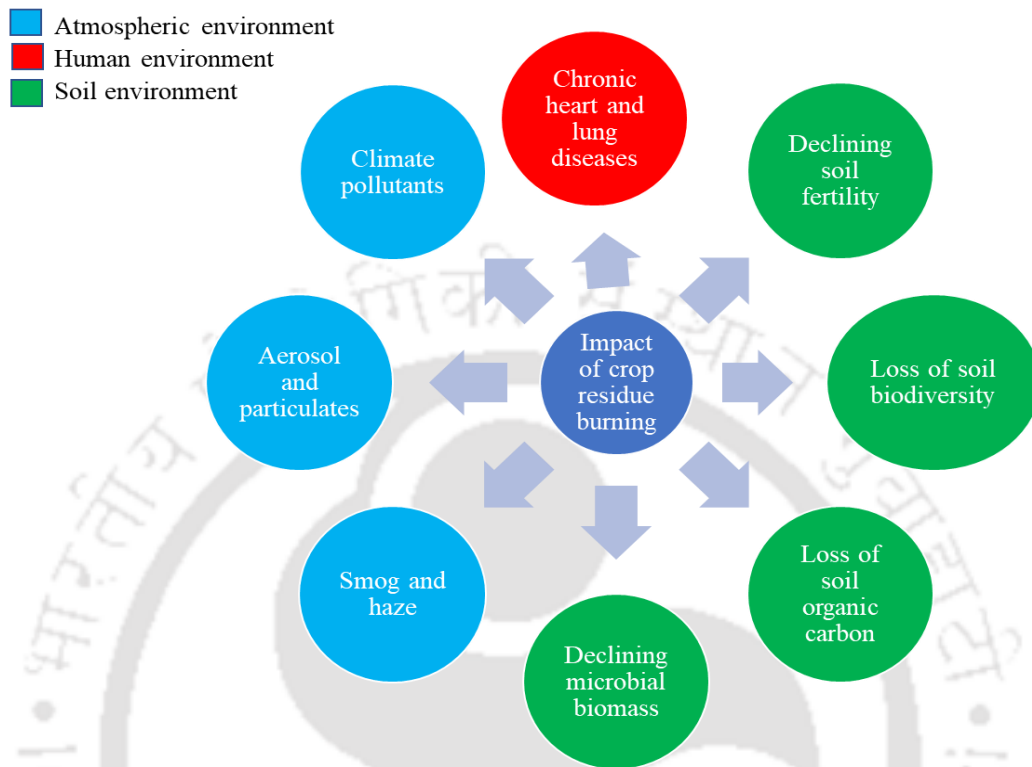 Atmospheric environment
Human environment
Soil environment
Chronic
heart and
lung
diseases
Declining
soil
fertility
Loss of soil
biodiversity
Loss of
soil
organic
carbon
Declining
microbial
biomass
Smog and
haze
Aerosol
and
particulates
Climate
pollutants
Impact
of crop
residue
burning
भारतीय